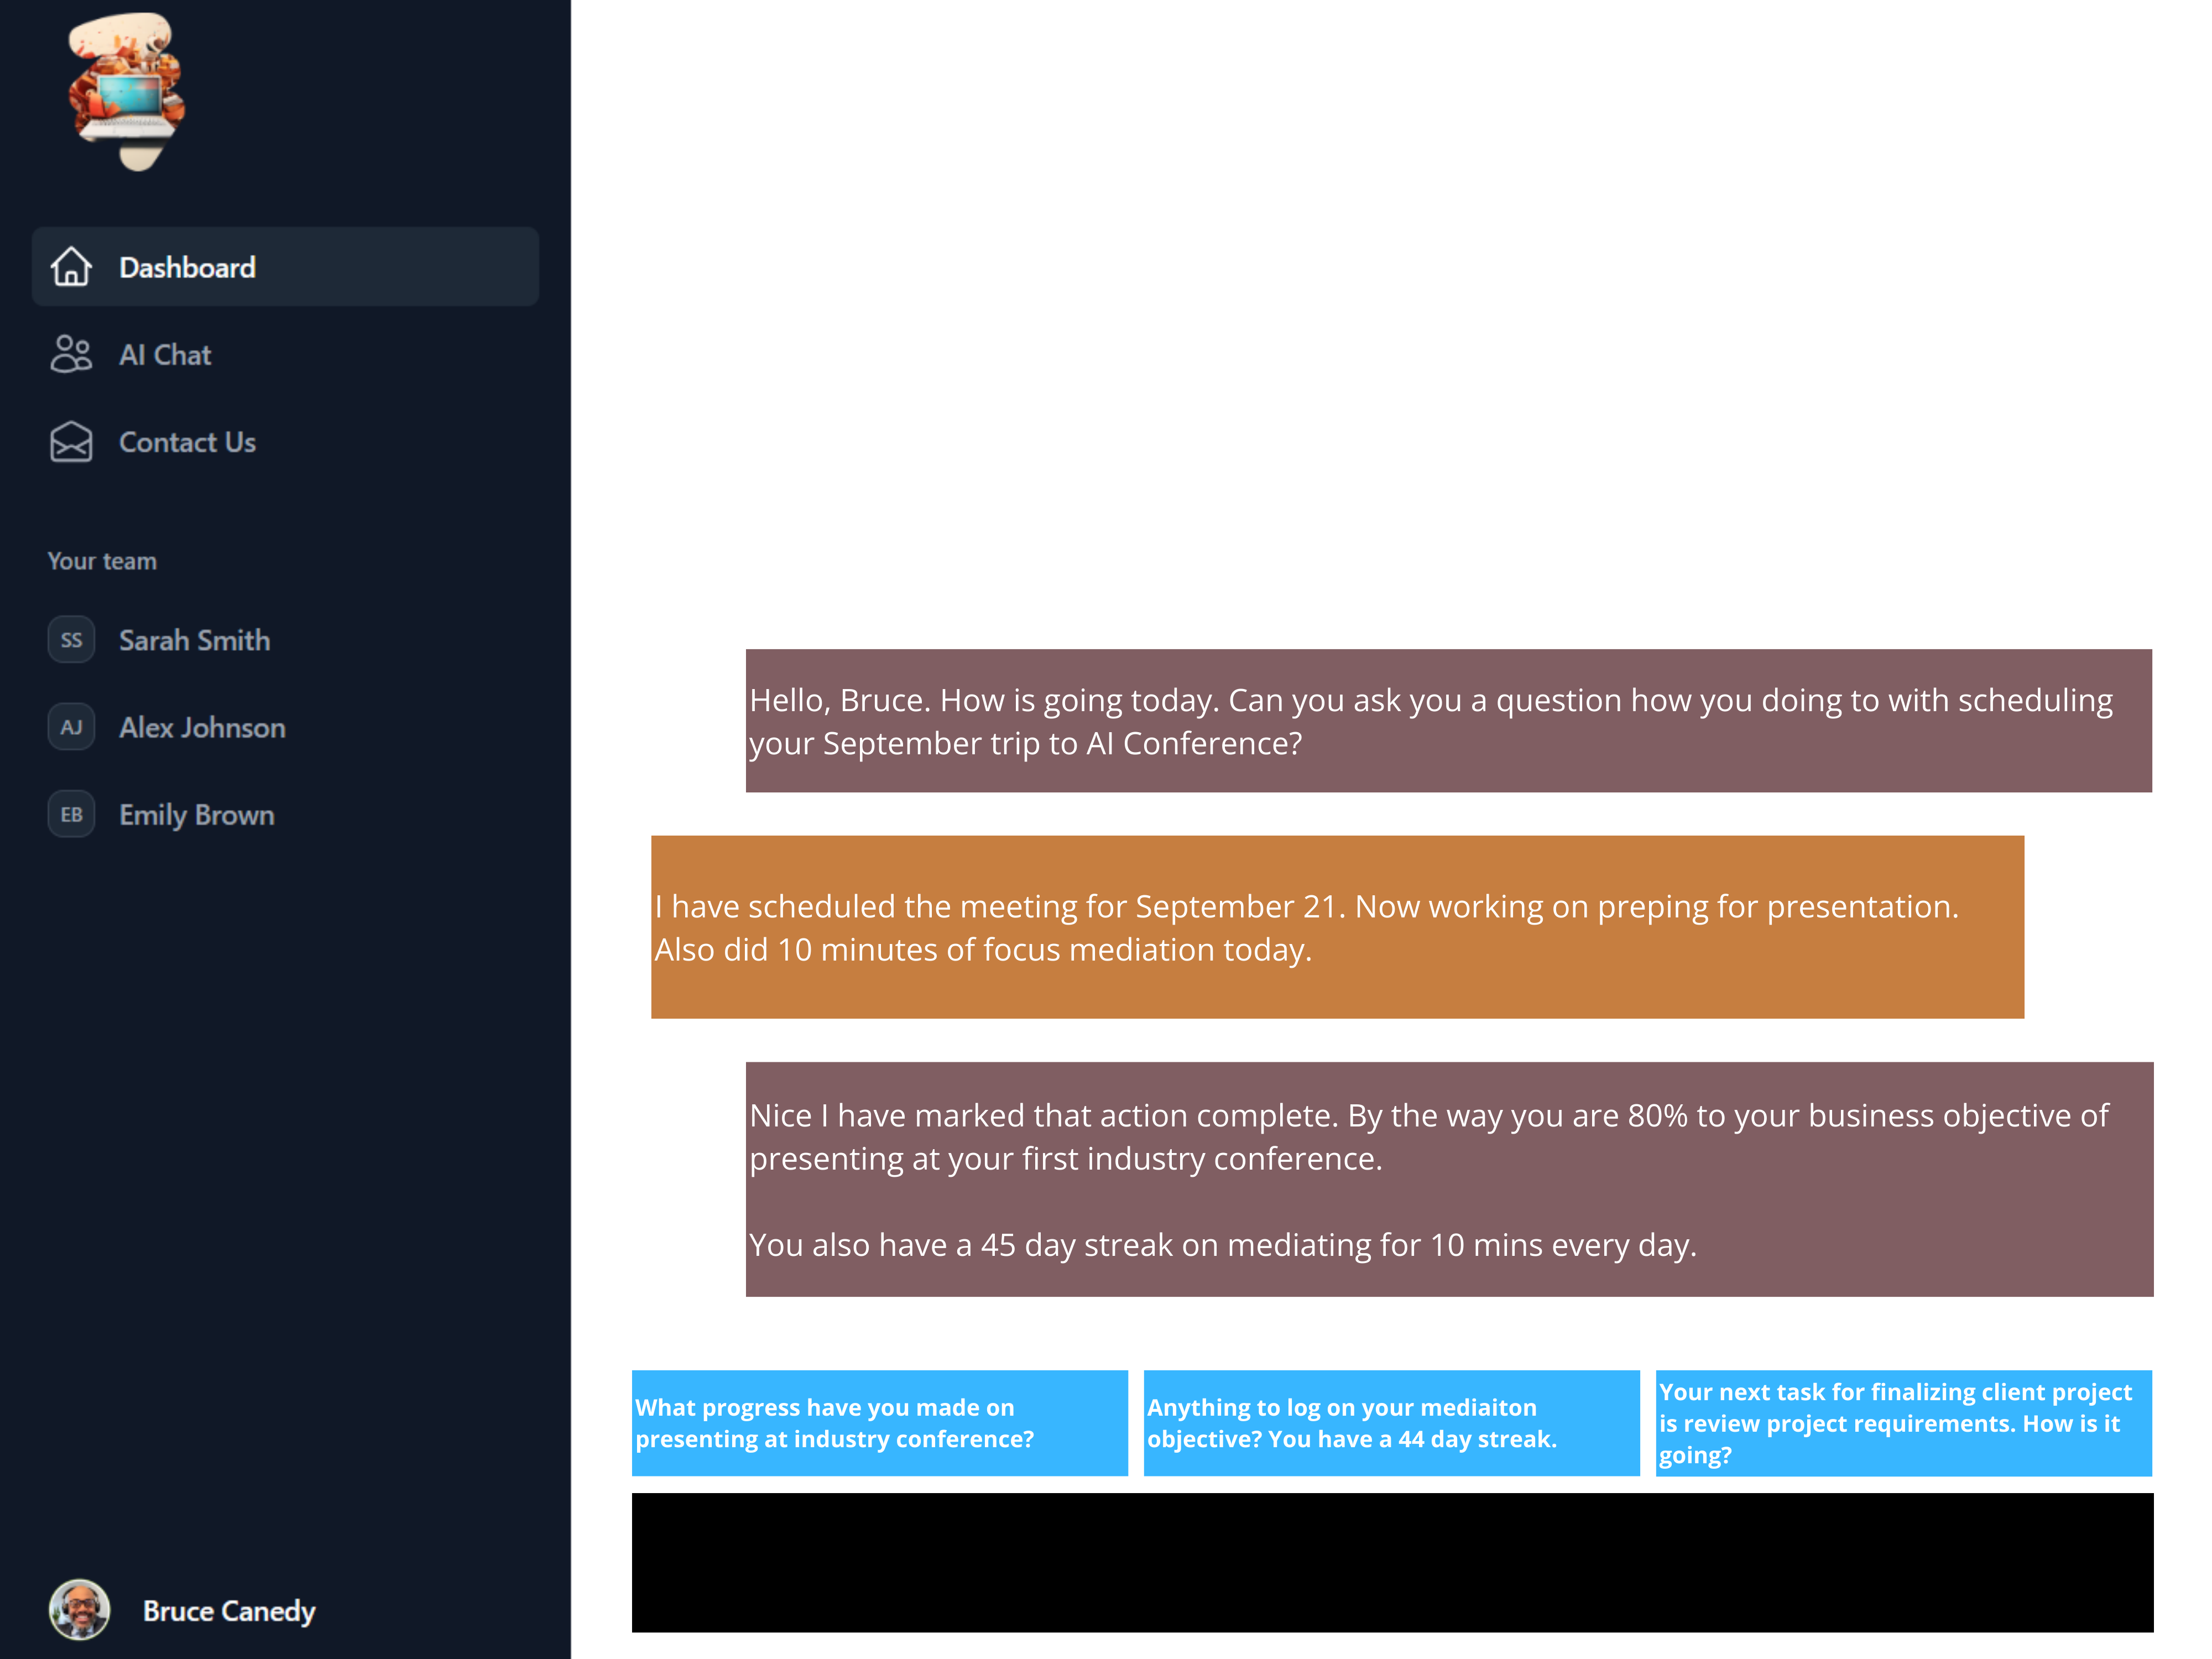 Dashboard
AI Chat
Contact Us
Your team
SS Sarah Smith
AJ Alex Johnson
EB Emily Brown
Bruce Canedy
Hello, Bruce. How is going today. Can you ask you a question how you doing to with scheduling
your September trip to AI Conference?
I have scheduled the meeting for September 21. Now working on preping for presentation.
Also did 10 minutes of focus mediation today.
Nice I have marked that action complete. By the way you are 80% to your business objective of
presenting at your first industry conference.
You also have a 45 day streak on mediating for 10 mins every day.
What progress have you made on
presenting at industry conference?
Anything to log on your mediaiton
objective? You have a 44 day streak.
Your next task for finalizing client project
is review project requirements. How is it
going?